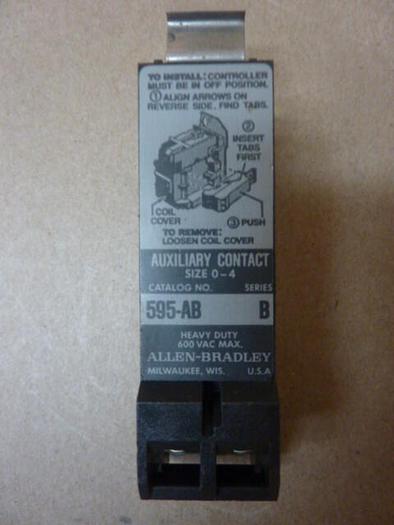 TO INSTALL: CONTROLLER
MUST BE IN OFF POSITION.
① ALIGN ARROWS ON
REVERSE SIDE, FIND TABS.
②
INSERT
TABS
FIRST
COIL
COVER
③ PUSH
TO REMOVE:
LOOSEN COIL COVER
AUXILIARY CONTACT
SIZE 0-4
CATALOG NO. SERIES
595-AB B
HEAVY DUTY
600 VAC MAX.
ALLEN-BRADLEY
MILWAUKEE, WIS. U.S.A